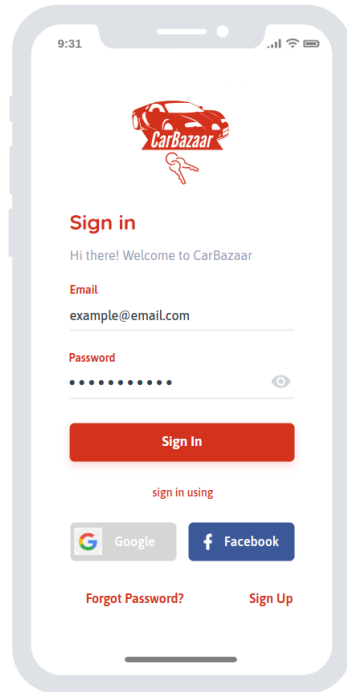 9:31
CarBazaar
Sign in
Hi there! Welcome to CarBazaar
Email
example@email.com
Password
Sign In
sign in using
G Google f Facebook
Forgot Password? Sign Up